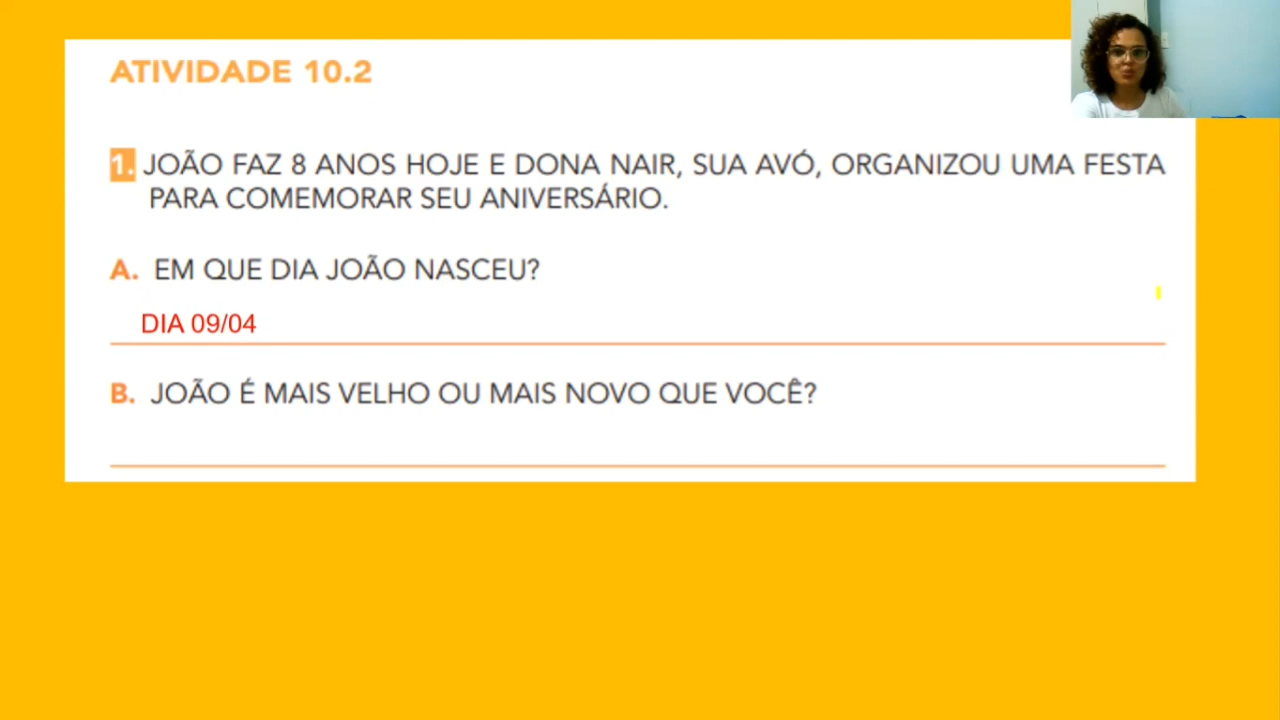 ATIVIDADE 10.2
1. JOÃO FAZ 8 ANOS HOJE E DONA NAIR, SUA AVÓ, ORGANIZOU UMA FESTA
PARA COMEMORAR SEU ANIVERSÁRIO.
A. EM QUE DIA JOÃO NASCEU?
DIA 09/04
B. JOÃO É MAIS VELHO OU MAIS NOVO QUE VOCÊ?